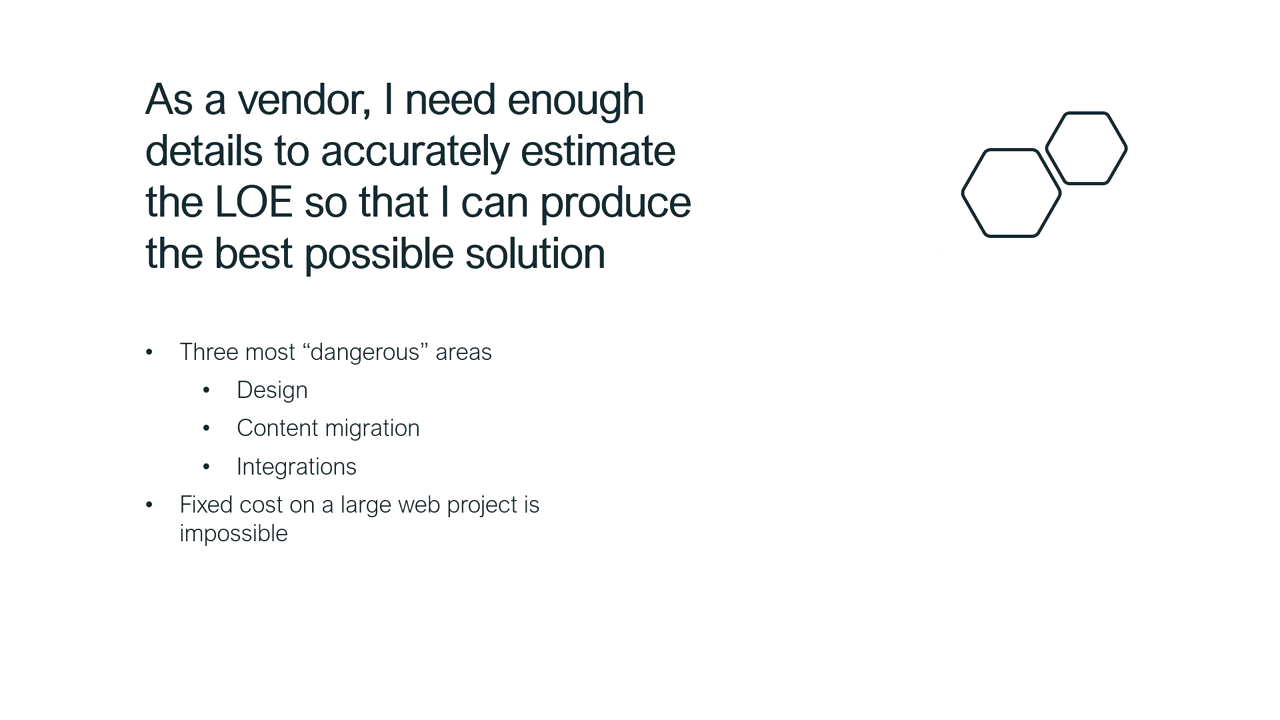 As a vendor, I need enough
details to accurately estimate
the LOE so that I can produce
the best possible solution
• Three most “dangerous” areas
• Design
• Content migration
• Integrations
• Fixed cost on a large web project is
impossible